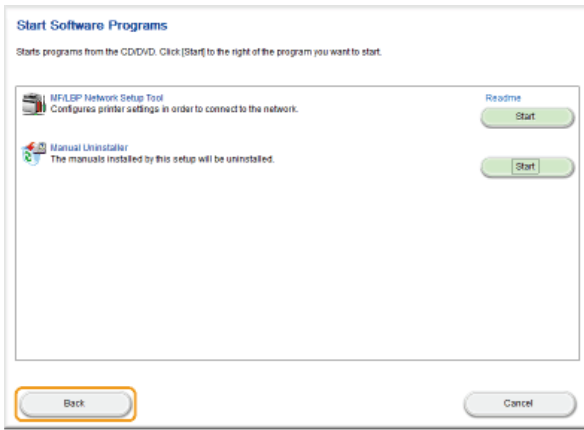 Start Software Programs
Starts programs from the CD/DVD. Click [Start] to the right of the program you want to start.
MF/LBP Network Setup Tool
Readme
Configures printer settings in order to connect to the network.
Start
Manual Uninstaller
The manuals installed by this setup will be uninstalled.
Start
Back
Cancel